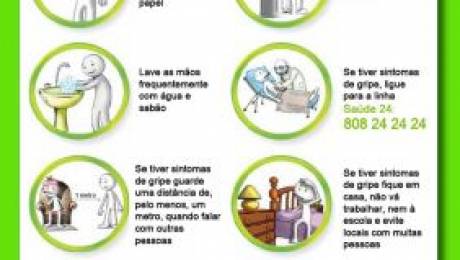 papel
Lave as mãos
frequentemente
com água e
sabão
Se tiver sintomas
de gripe, ligue
para a linha
Saúde 24:
808 24 24 24
Se tiver sintomas
de gripe guarde
uma distância de,
pelo menos, um
metro, quando falar
com outras
pessoas
Se tiver sintomas
de gripe fique em
casa, não vá
trabalhar, nem à
escola e evite
locais com muitas
pessoas